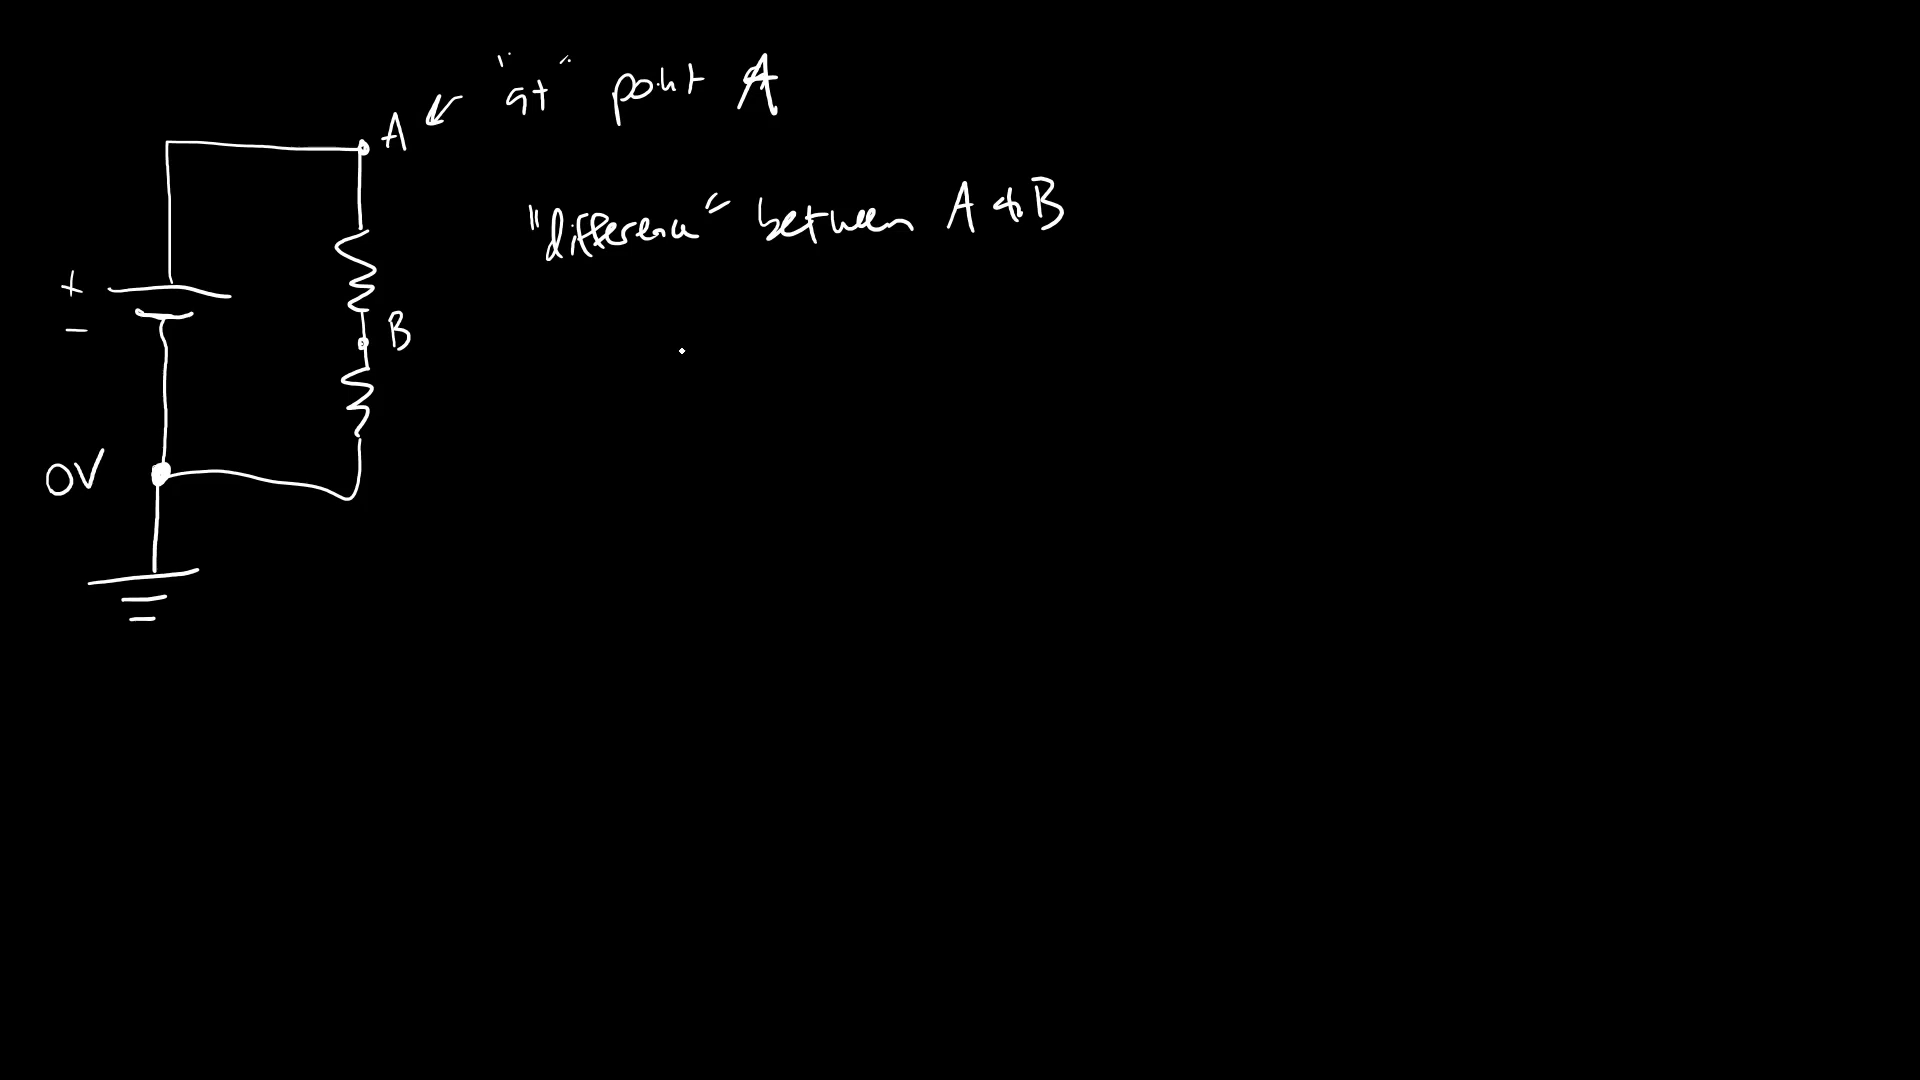 "at" point A
A
"difference" between A & B
+
-
B
0V